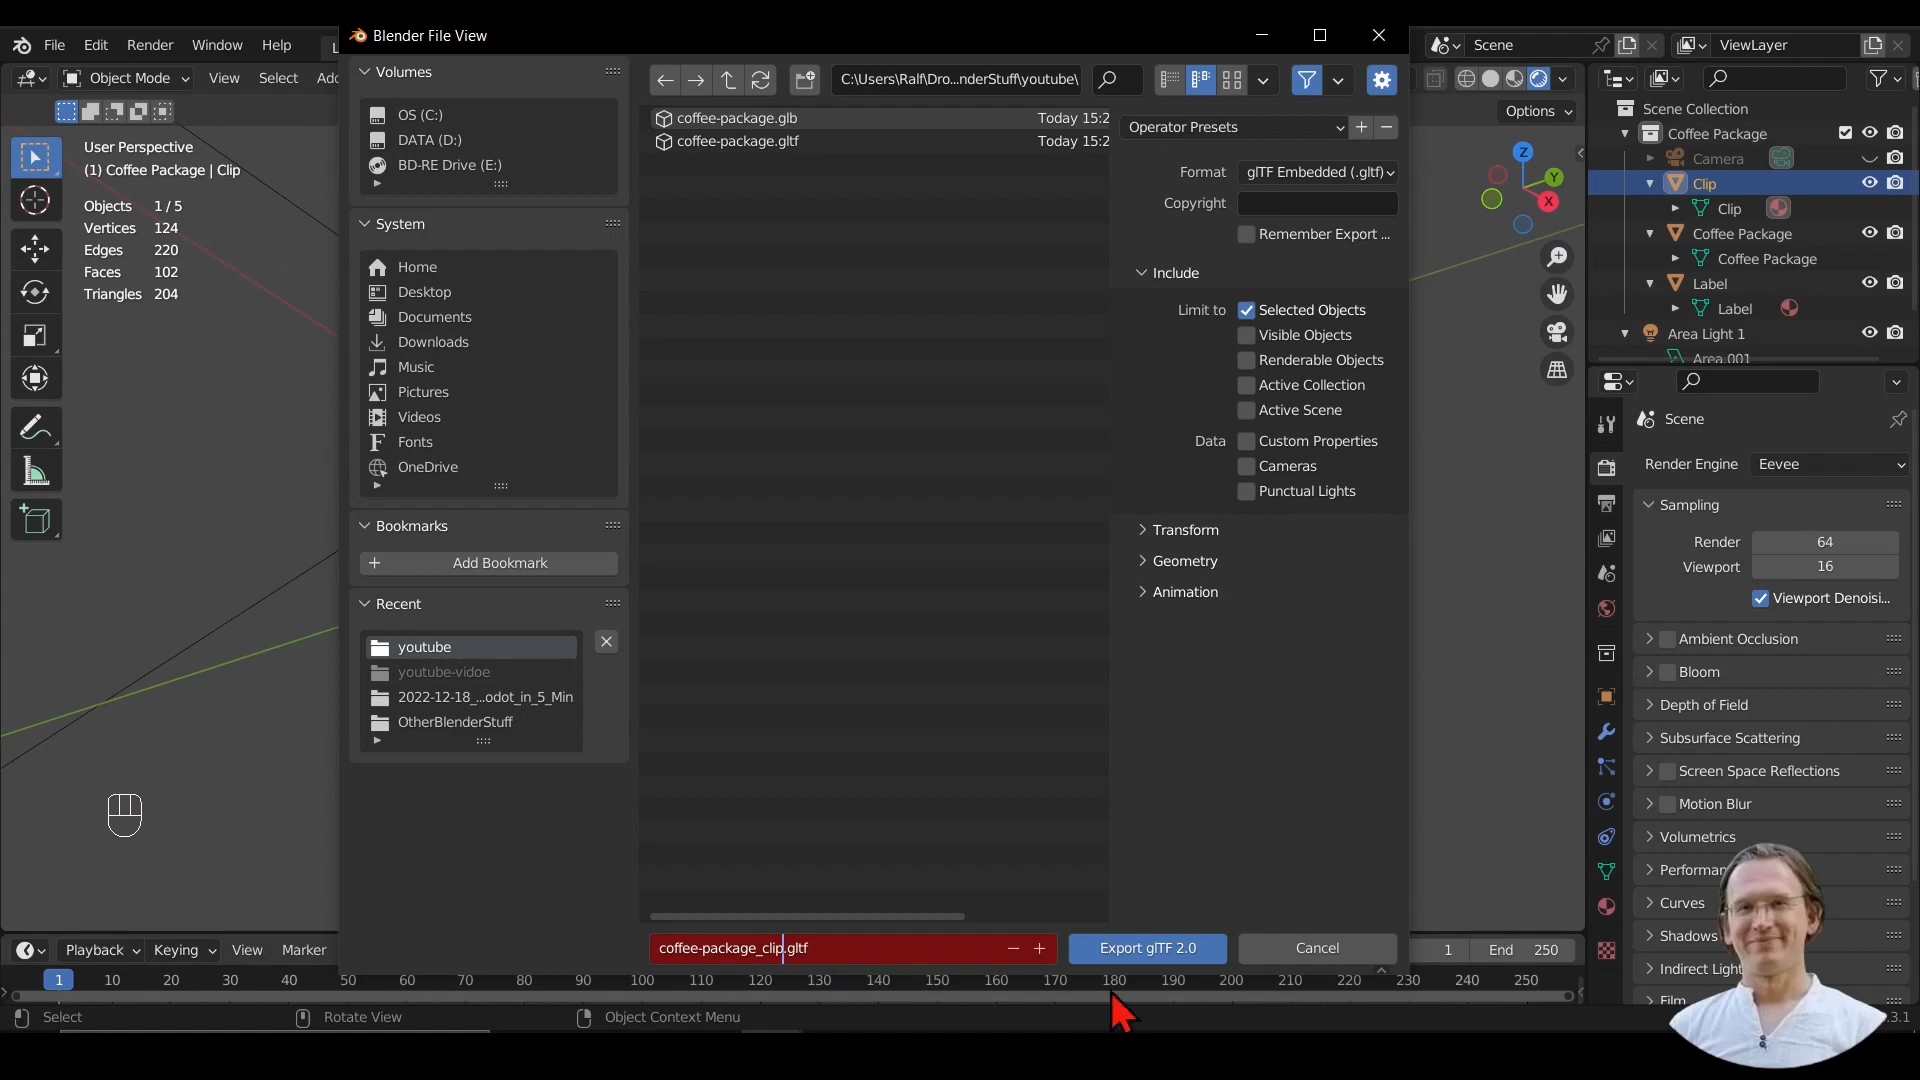 Blender File View
File Edit Render Window Help
Scene
ViewLayer
Object Mode View Select Add
Options
User Perspective
(1) Coffee Package | Clip
Objects 1 / 5
Vertices 124
Edges 220
Faces 102
Triangles 204
Volumes
OS (C:)
DATA (D:)
BD-RE Drive (E:)
System
Home
Desktop
Documents
Downloads
Music
Pictures
Videos
Fonts
OneDrive
Bookmarks
Add Bookmark
Recent
youtube
youtube-vidoe
2022-12-18_...odot_in_5_Min
OtherBlenderStuff
C:\Users\Ralf\Dro...nderStuff\youtube\
coffee-package.glb Today 15:2
coffee-package.gltf Today 15:2
coffee-package_clip.gltf
Export glTF 2.0
Cancel
Operator Presets
Format glTF Embedded (.gltf)
Copyright
Remember Export ...
Include
Limit to Selected Objects
Visible Objects
Renderable Objects
Active Collection
Active Scene
Data Custom Properties
Cameras
Punctual Lights
Transform
Geometry
Animation
Z
Y
X
Scene Collection
Coffee Package
Camera
Clip
Clip
Coffee Package
Coffee Package
Label
Label
Area Light 1
Area.001
Scene
Render Engine Eevee
Sampling
Render 64
Viewport 16
Viewport Denoisi...
Ambient Occlusion
Bloom
Depth of Field
Subsurface Scattering
Screen Space Reflections
Motion Blur
Volumetrics
Performan
Curves
Shadows
Indirect Light
Film
Playback Keying View Marker
1 End 250
1 10 20 30 40 50 60 70 80 90 100 110 120 130 140 150 160 170 180 190 200 210 220 230 240 250
Select Rotate View Object Context Menu
.3.1